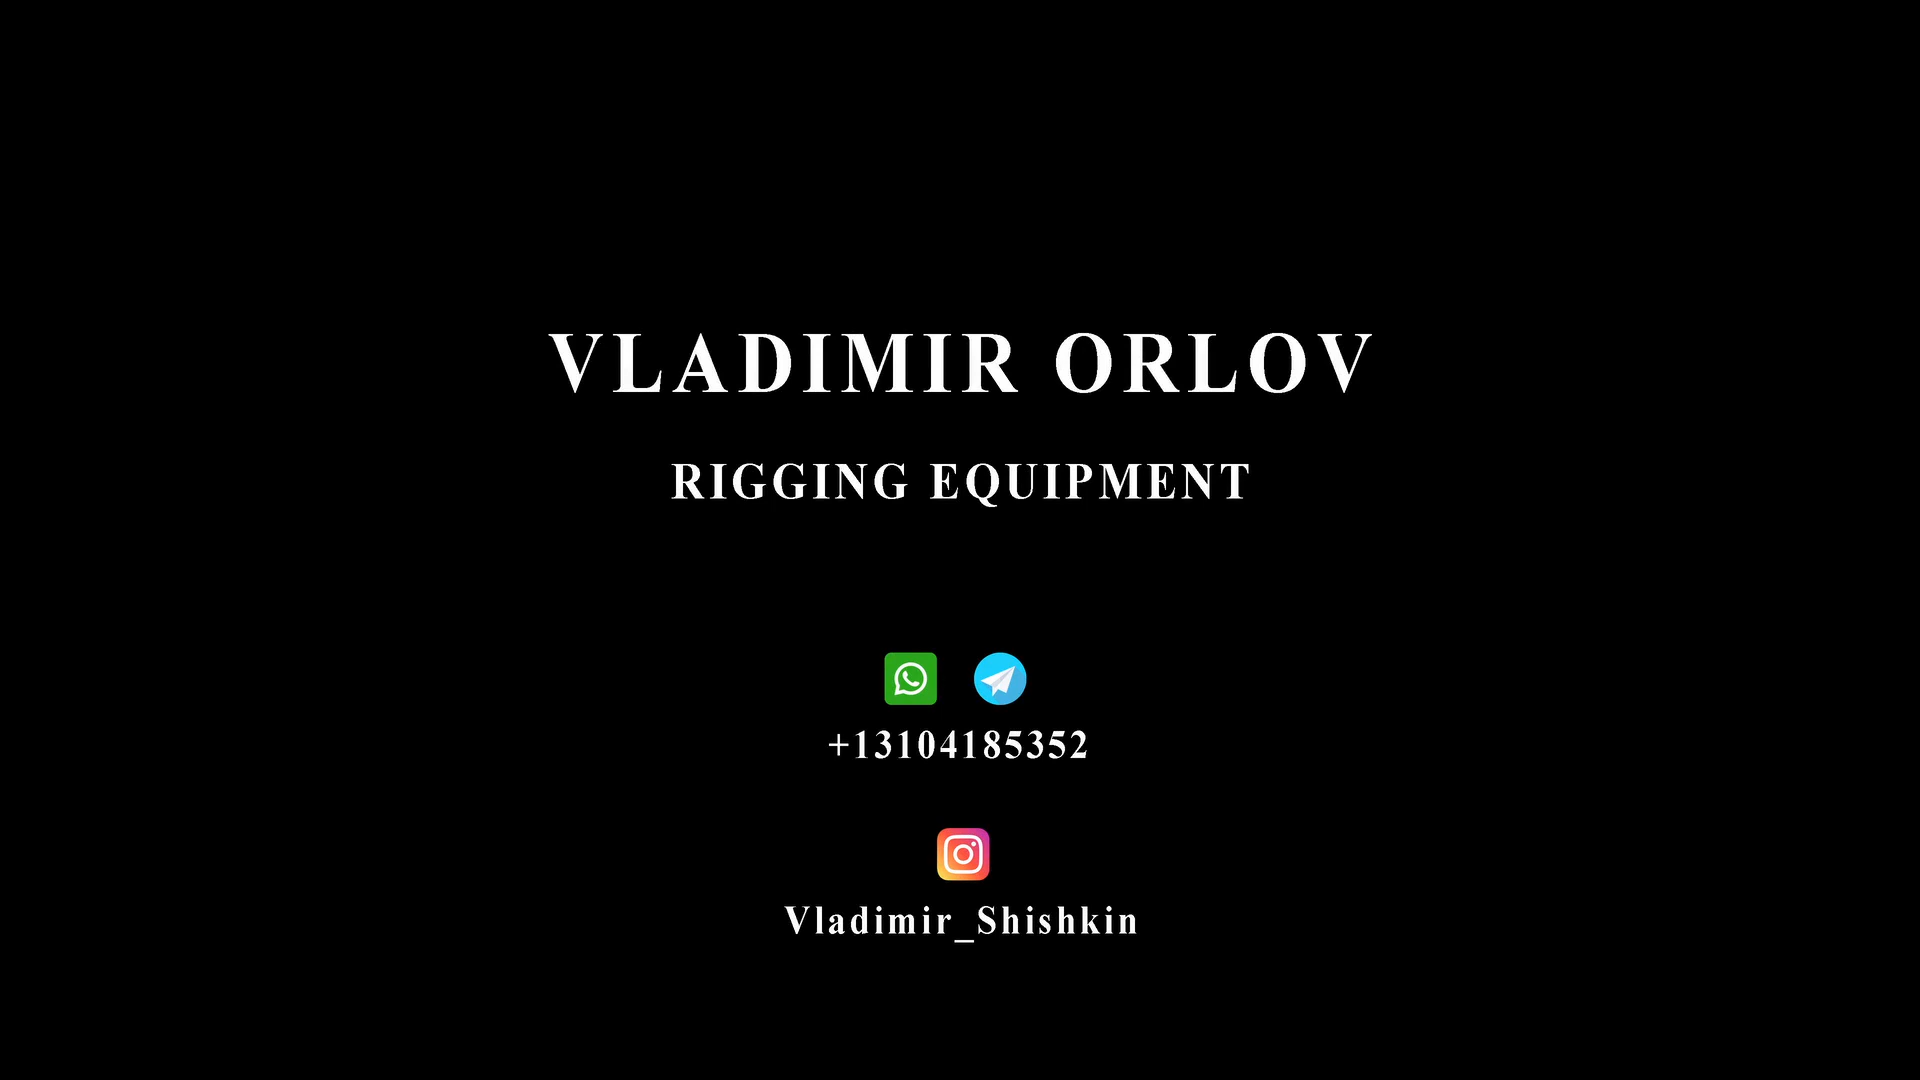 VLADIMIR ORLOV
RIGGING EQUIPMENT
+13104185352
Vladimir_Shishkin